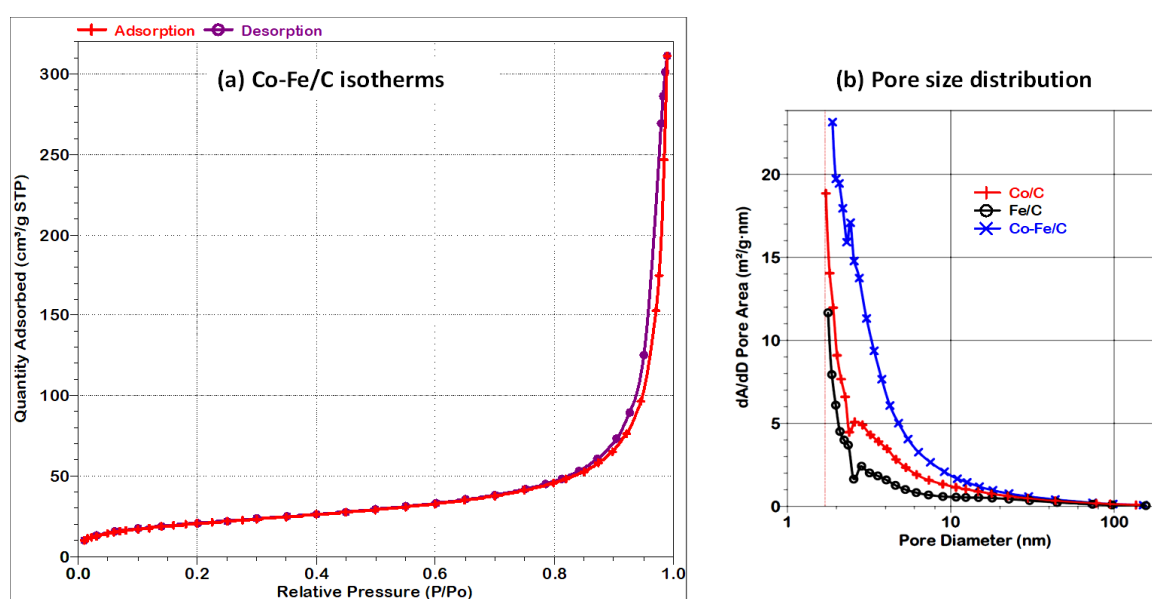 Adsorption Desorption
(a) Co-Fe/C isotherms
Quantity Adsorbed (cm³/g STP)
300
250
200
150
100
50
0
0.0 0.2 0.4 0.6 0.8 1.0
Relative Pressure (P/Po)
(b) Pore size distribution
Co/C
Fe/C
Co-Fe/C
dA/dD Pore Area (m²/g·nm)
20
15
10
5
0
1 10 100
Pore Diameter (nm)